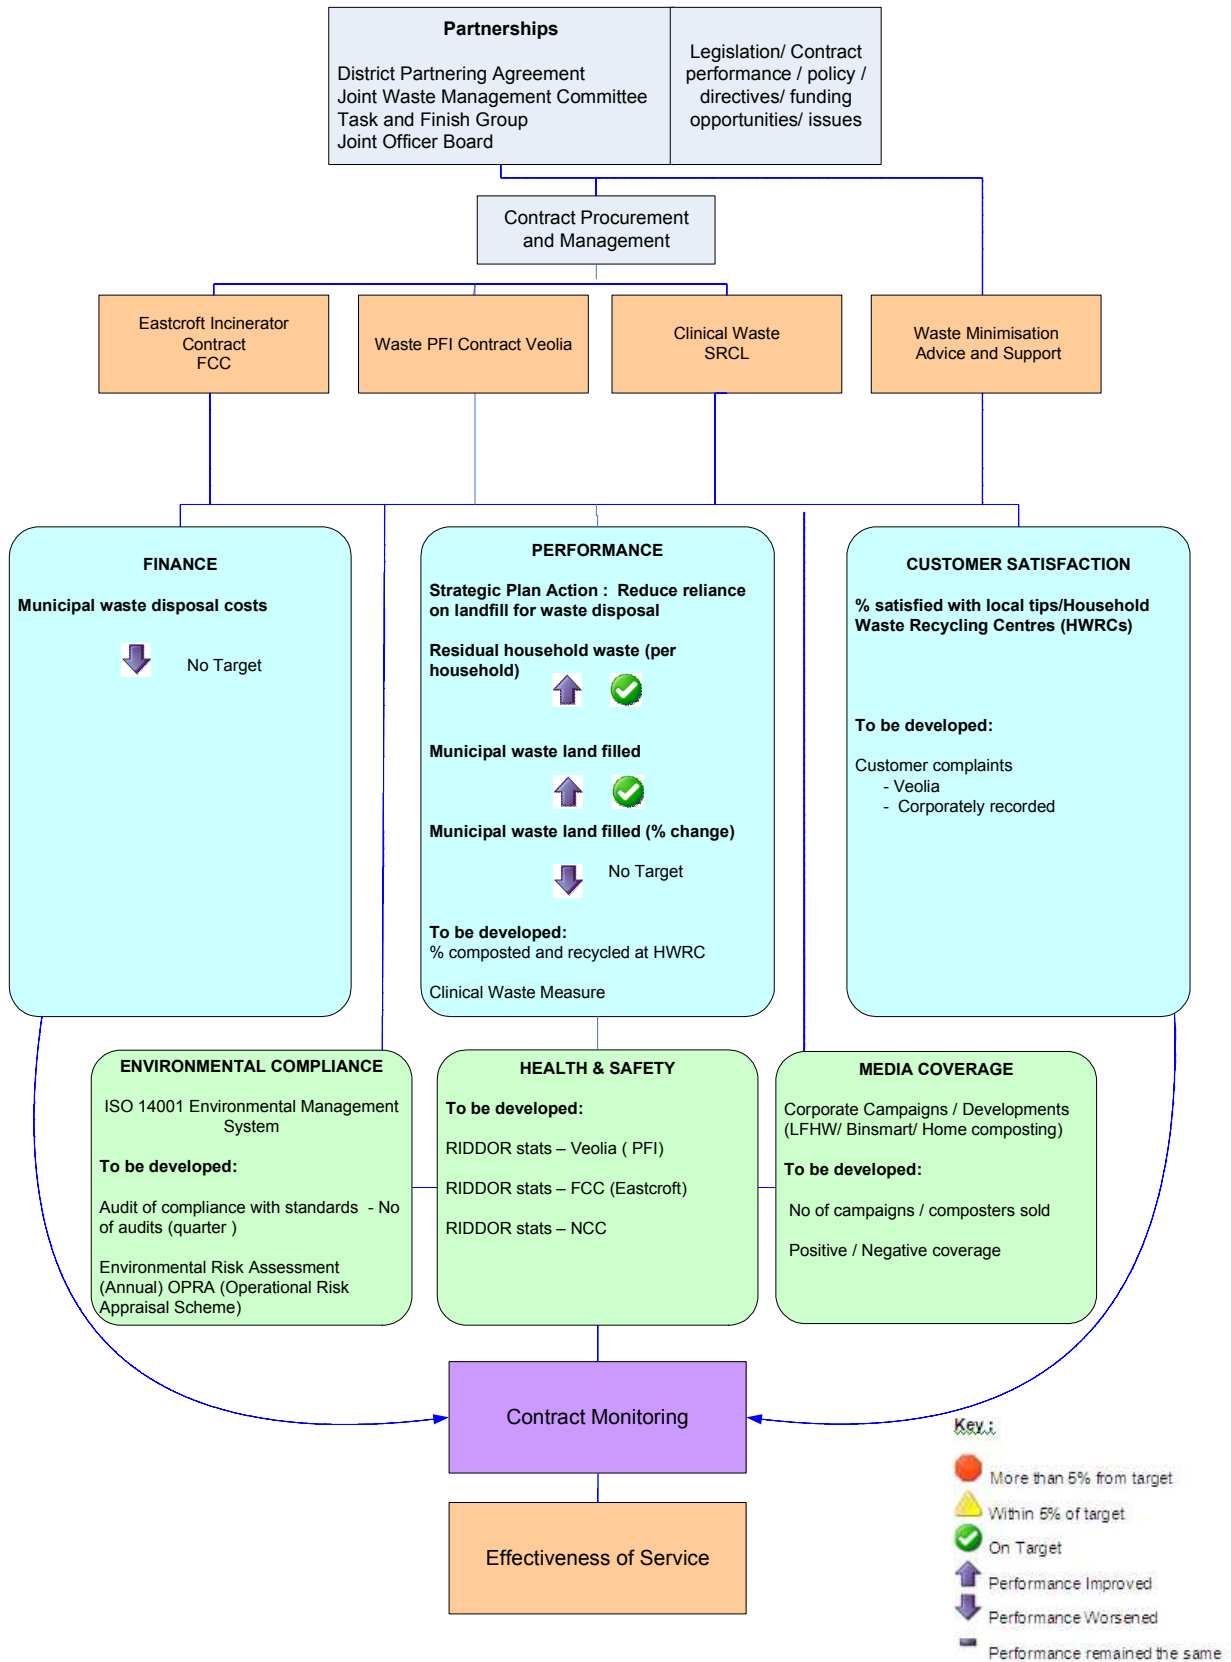 Partnerships
District Partnering Agreement
Joint Waste Management Committee
Task and Finish Group
Joint Officer Board
Legislation/ Contract
performance / policy /
directives/ funding
opportunities/ issues
Contract Procurement
and Management
Eastcroft Incinerator
Contract
FCC
Waste PFI Contract Veolia
Clinical Waste
SRCL
Waste Minimisation
Advice and Support
FINANCE
Municipal waste disposal costs
No Target
PERFORMANCE
Strategic Plan Action : Reduce reliance
on landfill for waste disposal
Residual household waste (per
household)
Municipal waste land filled
Municipal waste land filled (% change)
No Target
To be developed:
% composted and recycled at HWRC
Clinical Waste Measure
CUSTOMER SATISFACTION
% satisfied with local tips/Household
Waste Recycling Centres (HWRCs)
To be developed:
Customer complaints
- Veolia
- Corporately recorded
ENVIRONMENTAL COMPLIANCE
ISO 14001 Environmental Management
System
To be developed:
Audit of compliance with standards - No
of audits (quarter )
Environmental Risk Assessment
(Annual) OPRA (Operational Risk
Appraisal Scheme)
HEALTH & SAFETY
To be developed:
RIDDOR stats – Veolia ( PFI)
RIDDOR stats – FCC (Eastcroft)
RIDDOR stats – NCC
MEDIA COVERAGE
Corporate Campaigns / Developments
(LFHW/ Binsmart/ Home composting)
To be developed:
No of campaigns / composters sold
Positive / Negative coverage
Contract Monitoring
Effectiveness of Service
Key :
More than 5% from target
Within 5% of target
On Target
Performance Improved
Performance Worsened
Performance remained the same